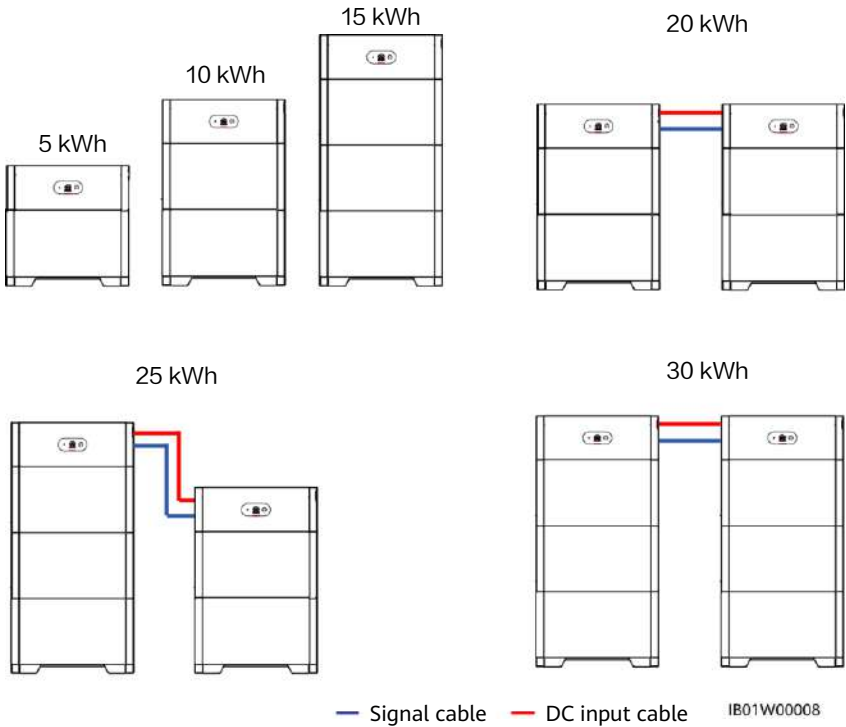 5 kWh
10 kWh
15 kWh
20 kWh
25 kWh
30 kWh
Signal cable
DC input cable
IB01W00008